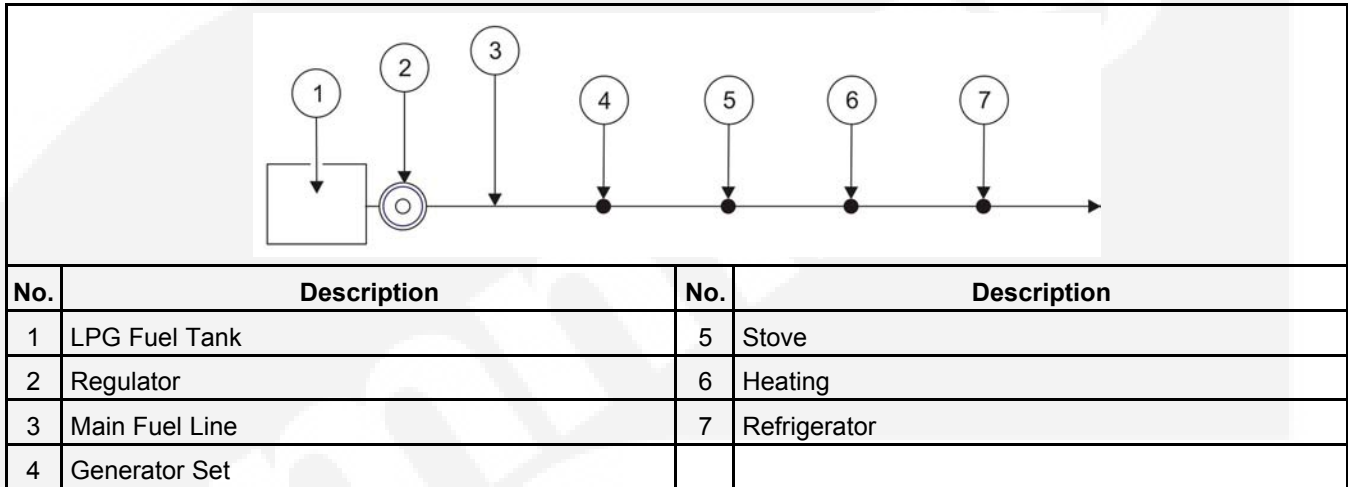 1 2 3 4 5 6 7
No. Description No. Description
1 LPG Fuel Tank 5 Stove
2 Regulator 6 Heating
3 Main Fuel Line 7 Refrigerator
4 Generator Set